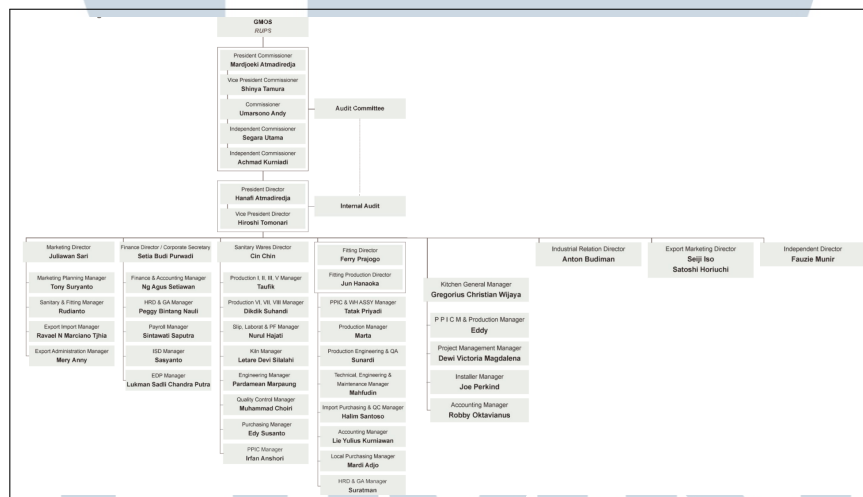 GMOS
RUPS
President Commissioner
Mardjoeki Atmadiredja
Vice President Commissioner
Shinya Tamura
Commissioner
Umarsono Andy
Independent Commissioner
Segara Utama
Independent Commissioner
Achmad Kurniadi
Audit Committee
President Director
Hanafi Atmadiredja
Vice President Director
Hiroshi Tomonari
Internal Audit
Marketing Director
Juliawan Sari
Marketing Planning Manager
Tony Suryanto
Sanitary & Fitting Manager
Rudianto
Export Import Manager
Ravael N Marciano Tjhia
Export Administration Manager
Mery Anny
Finance Director / Corporate Secretary
Setia Budi Purwadi
Finance & Accounting Manager
Ng Agus Setiawan
HRD & GA Manager
Peggy Bintang Nauli
Payroll Manager
Sintawati Saputra
ISD Manager
Sasyanto
EDP Manager
Lukman Sadli Chandra Putra
Sanitary Wares Director
Cin Chin
Production I, II, III, V Manager
Taufik
Production VI, VII, VIII Manager
Dikdik Suhandi
Slip, Laborat & PF Manager
Nurul Hajati
Kiln Manager
Letare Devi Silalahi
Engineering Manager
Pardamean Marpaung
Quality Control Manager
Muhammad Choiri
Purchasing Manager
Edy Susanto
PPIC Manager
Irfan Anshori
Fitting Director
Ferry Prajogo
Fitting Production Director
Jun Hanaoka
PPIC & WH ASSY Manager
Tatak Priyadi
Production Manager
Marta
Production Engineering & QA
Sunardi
Technical, Engineering &
Maintenance Manager
Mahfudin
Import Purchasing & QC Manager
Halim Santoso
Accounting Manager
Lie Yulius Kurniawan
Local Purchasing Manager
Mardi Adjo
HRD & GA Manager
Suratman
Kitchen General Manager
Gregorius Christian Wijaya
P P I C M & Production Manager
Eddy
Project Management Manager
Dewi Victoria Magdalena
Installer Manager
Joe Perkind
Accounting Manager
Robby Oktavianus
Industrial Relation Director
Anton Budiman
Export Marketing Director
Seiji Iso
Satoshi Horiuchi
Independent Director
Fauzie Munir